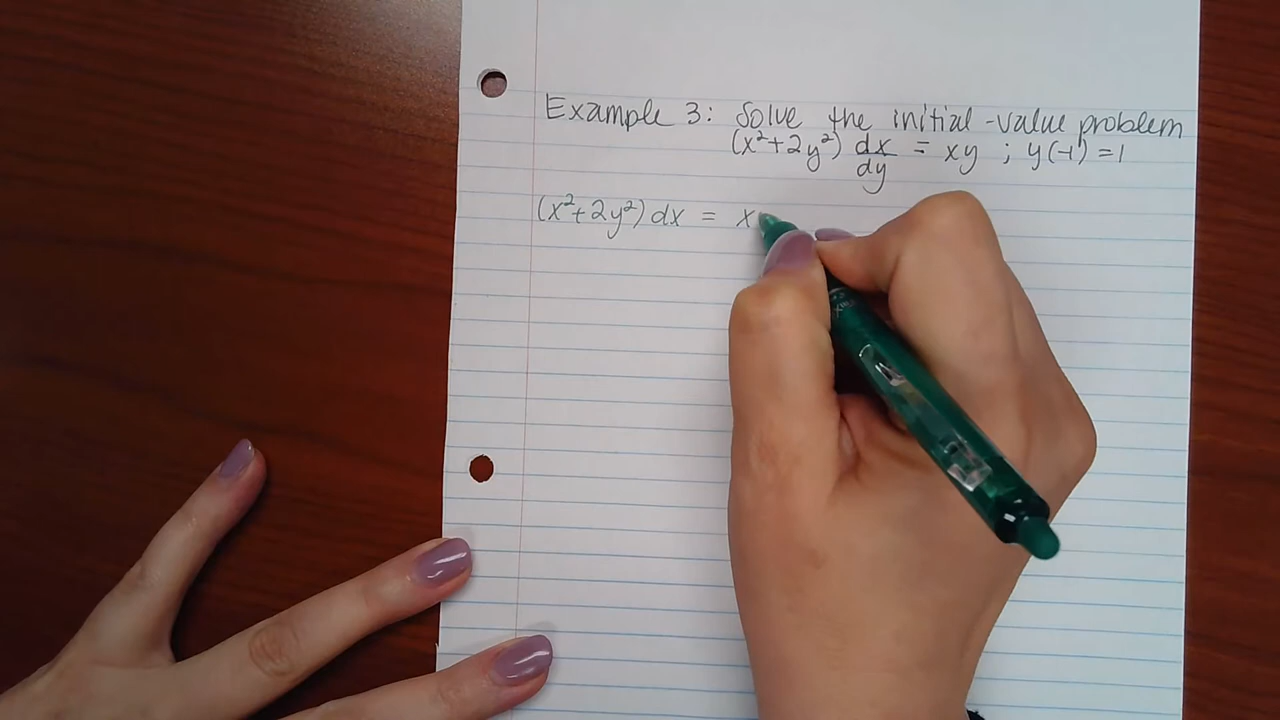 Example 3: Solve the initial-value problem
(x²+2y²) dx/dy = xy ; y(-1) = 1
(x²+2y²) dx = x